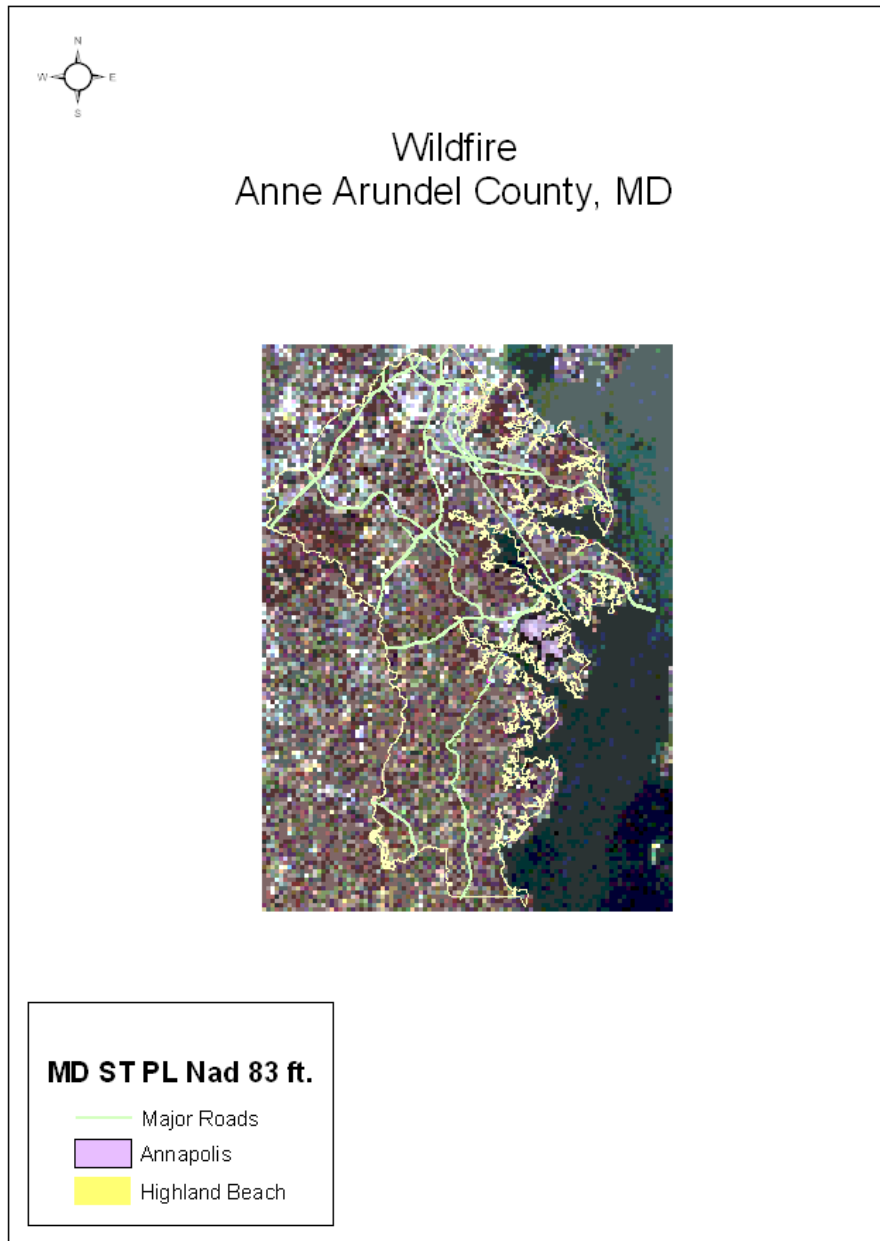 N
W E
S
Wildfire
Anne Arundel County, MD
MD ST PL Nad 83 ft.
Major Roads
Annapolis
Highland Beach